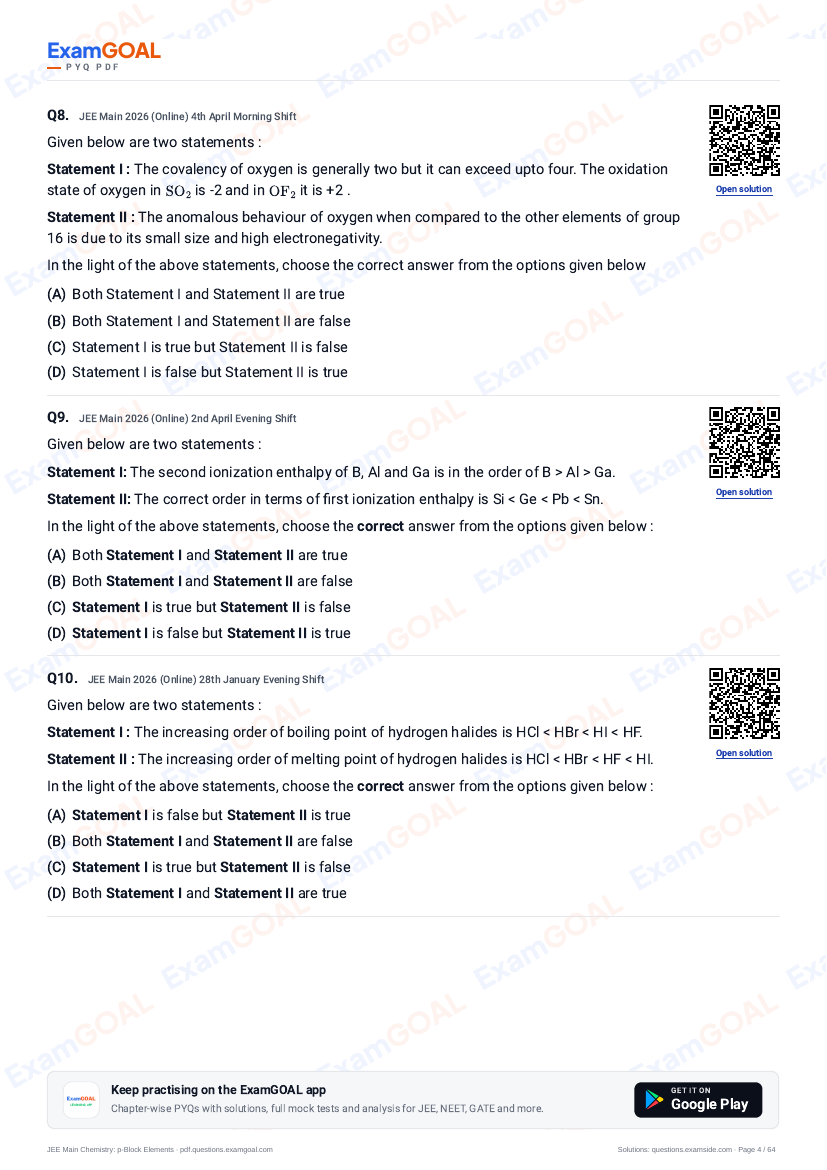 ExamGOAL
PYQ PDF
Q8. JEE Main 2026 (Online) 4th April Morning Shift
Given below are two statements :
Statement I : The covalency of oxygen is generally two but it can exceed upto four. The oxidation
state of oxygen in SO₂ is -2 and in OF₂ it is +2 .
Statement II : The anomalous behaviour of oxygen when compared to the other elements of group
16 is due to its small size and high electronegativity.
In the light of the above statements, choose the correct answer from the options given below
(A) Both Statement I and Statement II are true
(B) Both Statement I and Statement II are false
(C) Statement I is true but Statement II is false
(D) Statement I is false but Statement II is true
Open solution
Q9. JEE Main 2026 (Online) 2nd April Evening Shift
Given below are two statements :
Statement I: The second ionization enthalpy of B, Al and Ga is in the order of B > Al > Ga.
Statement II: The correct order in terms of first ionization enthalpy is Si < Ge < Pb < Sn.
In the light of the above statements, choose the correct answer from the options given below :
(A) Both Statement I and Statement II are true
(B) Both Statement I and Statement II are false
(C) Statement I is true but Statement II is false
(D) Statement I is false but Statement II is true
Open solution
Q10. JEE Main 2026 (Online) 28th January Evening Shift
Given below are two statements :
Statement I : The increasing order of boiling point of hydrogen halides is HCl < HBr < HI < HF.
Statement II : The increasing order of melting point of hydrogen halides is HCl < HBr < HF < HI.
In the light of the above statements, choose the correct answer from the options given below :
(A) Statement I is false but Statement II is true
(B) Both Statement I and Statement II are false
(C) Statement I is true but Statement II is false
(D) Both Statement I and Statement II are true
Open solution
ExamGOAL
Keep practising on the ExamGOAL app
Chapter-wise PYQs with solutions, full mock tests and analysis for JEE, NEET, GATE and more.
GET IT ON
Google Play
JEE Main Chemistry: p-Block Elements · pdf.questions.examgoal.com
Solutions: questions.examside.com · Page 4 / 64